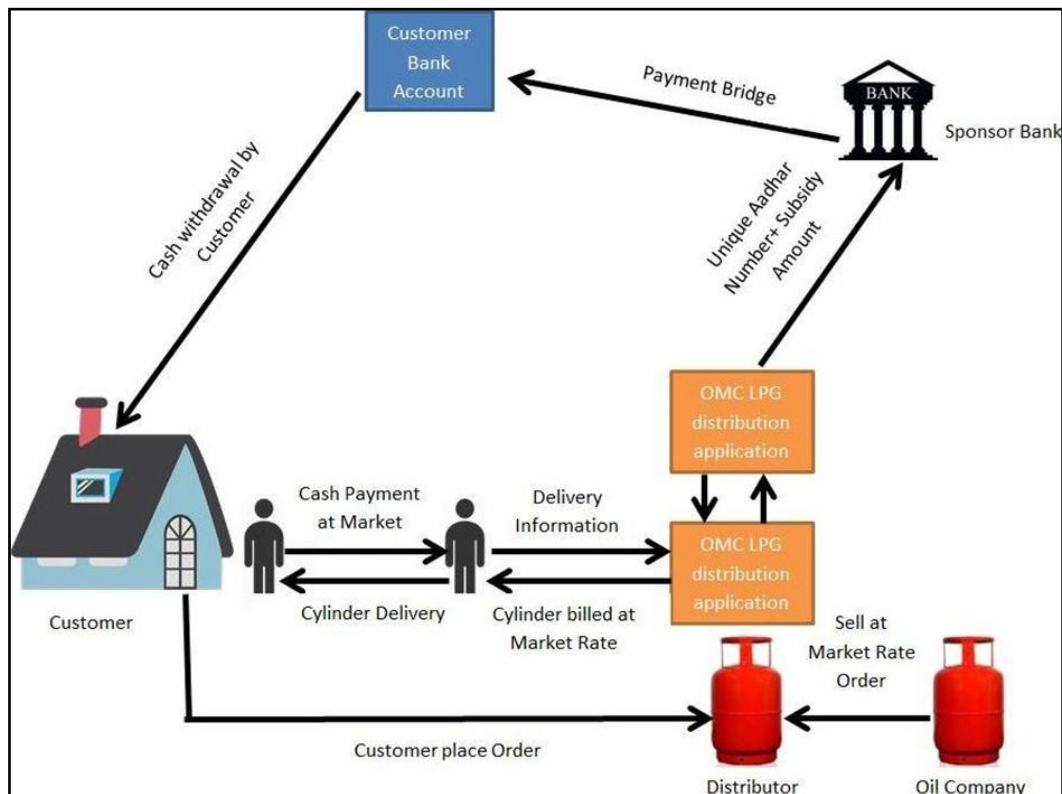 Customer
Bank
Account
Payment Bridge
BANK
Sponsor Bank
Cash withdrawal by
Customer
Unique Aadhar
Number+ Subsidy
Amount
OMC LPG
distribution
application
Cash Payment
at Market
Delivery
Information
OMC LPG
distribution
application
Customer
Cylinder Delivery
Cylinder billed at
Market Rate
Sell at
Market Rate
Order
Customer place Order
Distributor
Oil Company